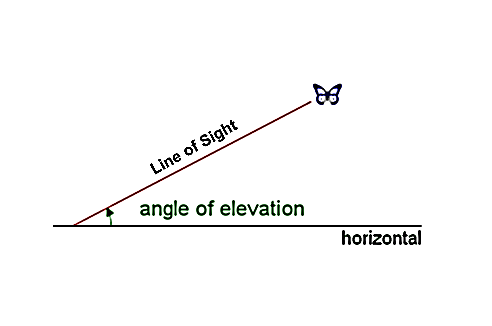 Line of Sight
angle of elevation
horizontal